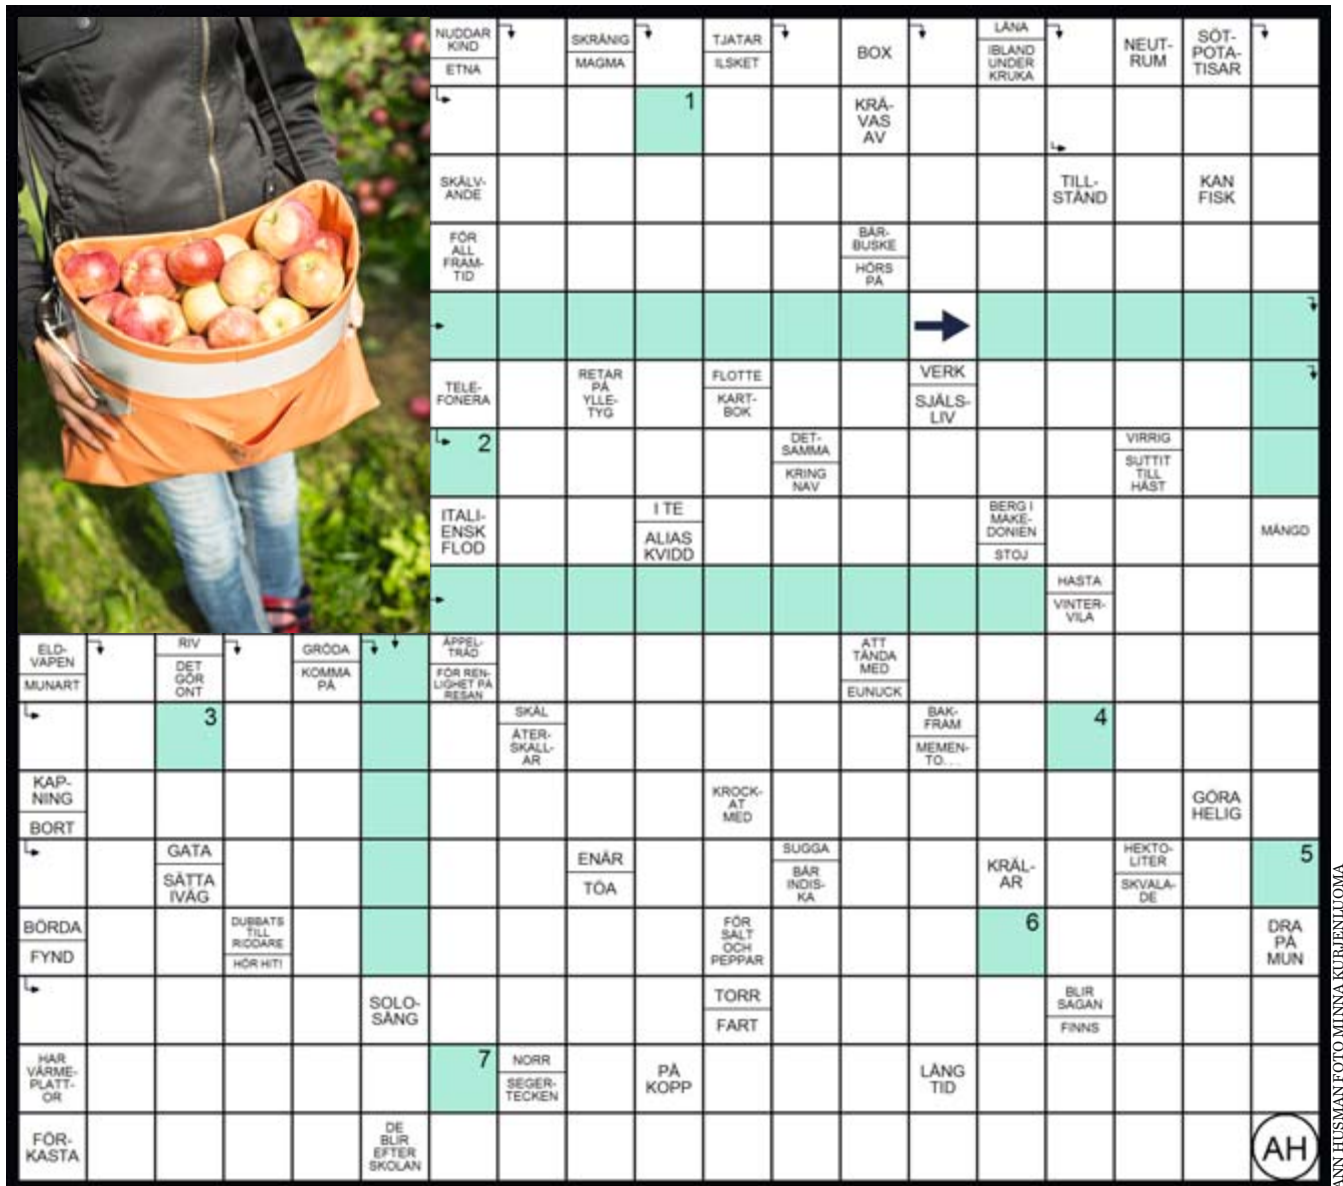 NUDDAR
KIND
ETNA
SKRÄNIG
MAGMA
TJATAR
ILSKET
BOX
LÄNA
IBLAND
UNDER
KRUKA
NEUT-
RUM
SÖT-
POTA-
TISAR
1
KRÄ-
VAS
AV
SKÄLV-
ANDE
TILL-
STÅND
KAN
FISK
FÖR
ALL
FRAM-
TID
BÄR-
BUSKE
HÖRS
PÅ
TELE-
FONERA
RETAR
PÅ
YLLE-
TYG
FLOTTE
KART-
BOK
VERK
SJÄLS-
LIV
2
DET-
SAMMA
KRING
NAV
VIRRIG
SUTTIT
TILL
HÄST
ITALI-
ENSK
FLOD
I TE
ALIAS
KVIDD
BERG I
MAKE-
DONIEN
STOJ
MÄNGD
HASTA
VINTER-
VILA
ELD-
VAPEN
MUNART
RIV
DET
GÖR
ONT
GRÖDA
KOMMA
PÅ
ÄPPEL-
TRÄD
FÖR REN-
LIGHET PÅ
RESAN
ATT
TÄNDA
MED
EUNUCK
3
SKÅL
ÅTER-
SKALL-
AR
BAK-
FRAM
MEMEN-
TO...
4
KAP-
NING
BORT
KROCK-
AT
MED
GÖRA
HELIG
GATA
SÄTTA
IVÄG
ENÄR
TÖA
SUGGA
BÄR
INDIS-
KA
KRÄL-
AR
HEKTO-
LITER
SKVALA-
DE
5
BÖRDA
FYND
DUBBATS
TILL
RIDDARE
HÖR HIT!
FÖR
SALT
OCH
PEPPAR
6
DRA
PÅ
MUN
SOLO-
SÅNG
TORR
FART
BLIR
SAGAN
FINNS
HAR
VÄRME-
PLATT-
OR
7
NORR
SEGER-
TECKEN
PÅ
KOPP
LÅNG
TID
FÖR-
KASTA
DE
BLIR
EFTER
SKOLAN
AH
ANN HUSMAN FOTO MINNA KURJENLUOMA